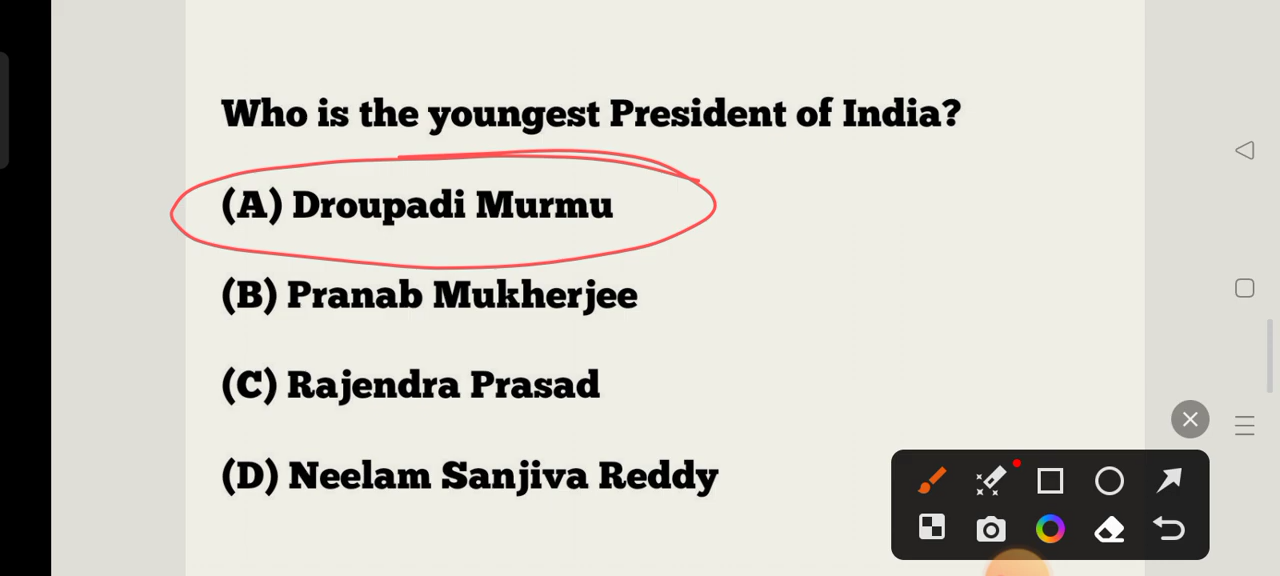 Who is the youngest President of India?
(A) Droupadi Murmu
(B) Pranab Mukherjee
(C) Rajendra Prasad
(D) Neelam Sanjiva Reddy